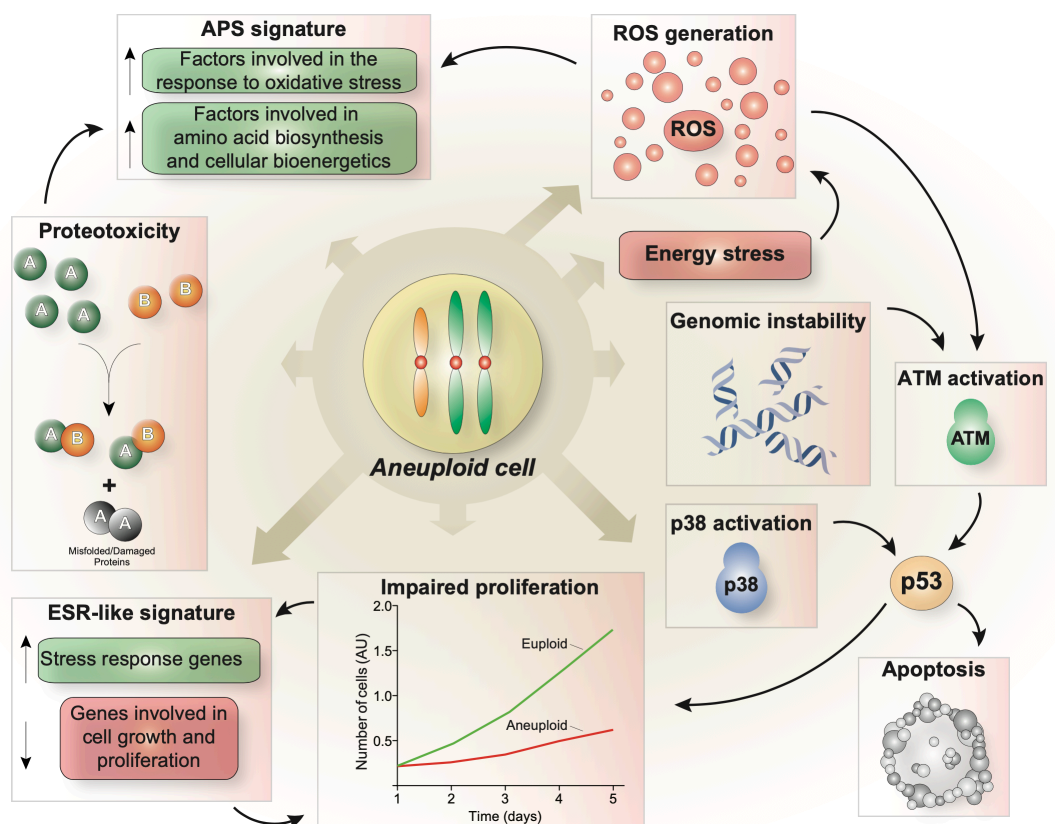 APS signature
Factors involved in the
response to oxidative stress
Factors involved in
amino acid biosynthesis
and cellular bioenergetics
ROS generation
ROS
Energy stress
Proteotoxicity
A
A
A
A
B
B
A
B
A
B
+
A
A
Misfolded/Damaged
Proteins
Aneuploid cell
Genomic instability
ATM activation
ATM
p38 activation
p38
p53
Apoptosis
ESR-like signature
Stress response genes
Genes involved in
cell growth and
proliferation
Impaired proliferation
Number of cells (AU)
2.0
1.5
1.0
0.5
Euploid
Aneuploid
1 2 3 4 5
Time (days)